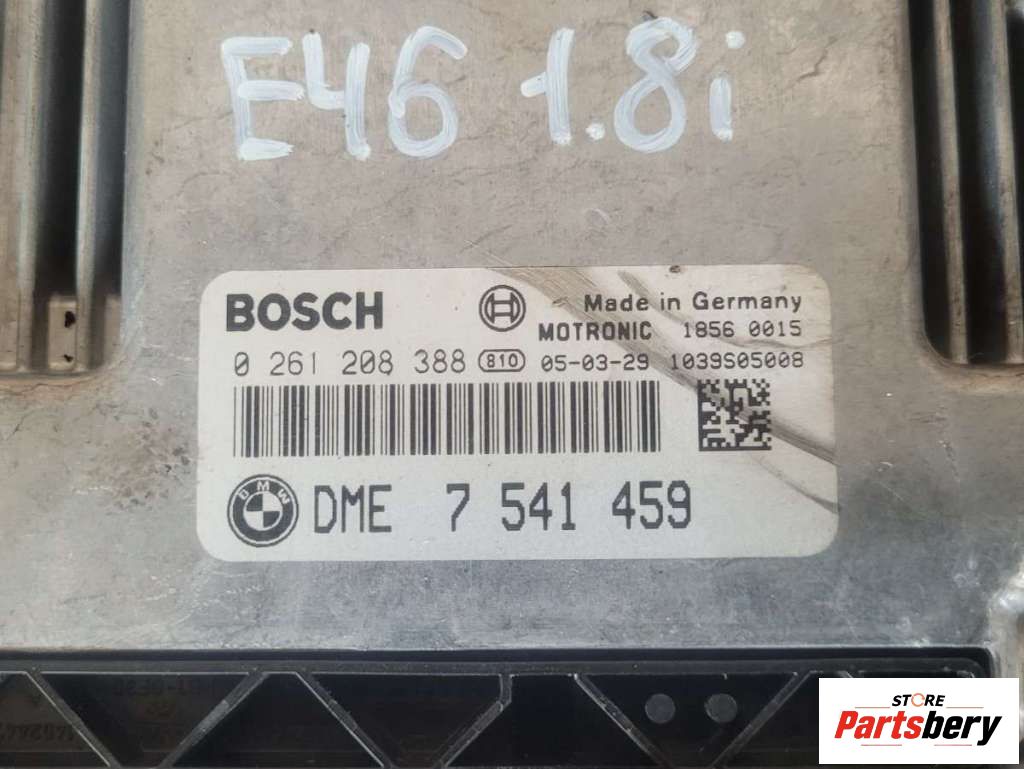 E46 1.8i
BOSCH
Made in Germany
MOTRONIC 1856 0015
0 261 208 388 810 05-03-29 1039S05008
BMW DME 7 541 459
STORE
Partsbery